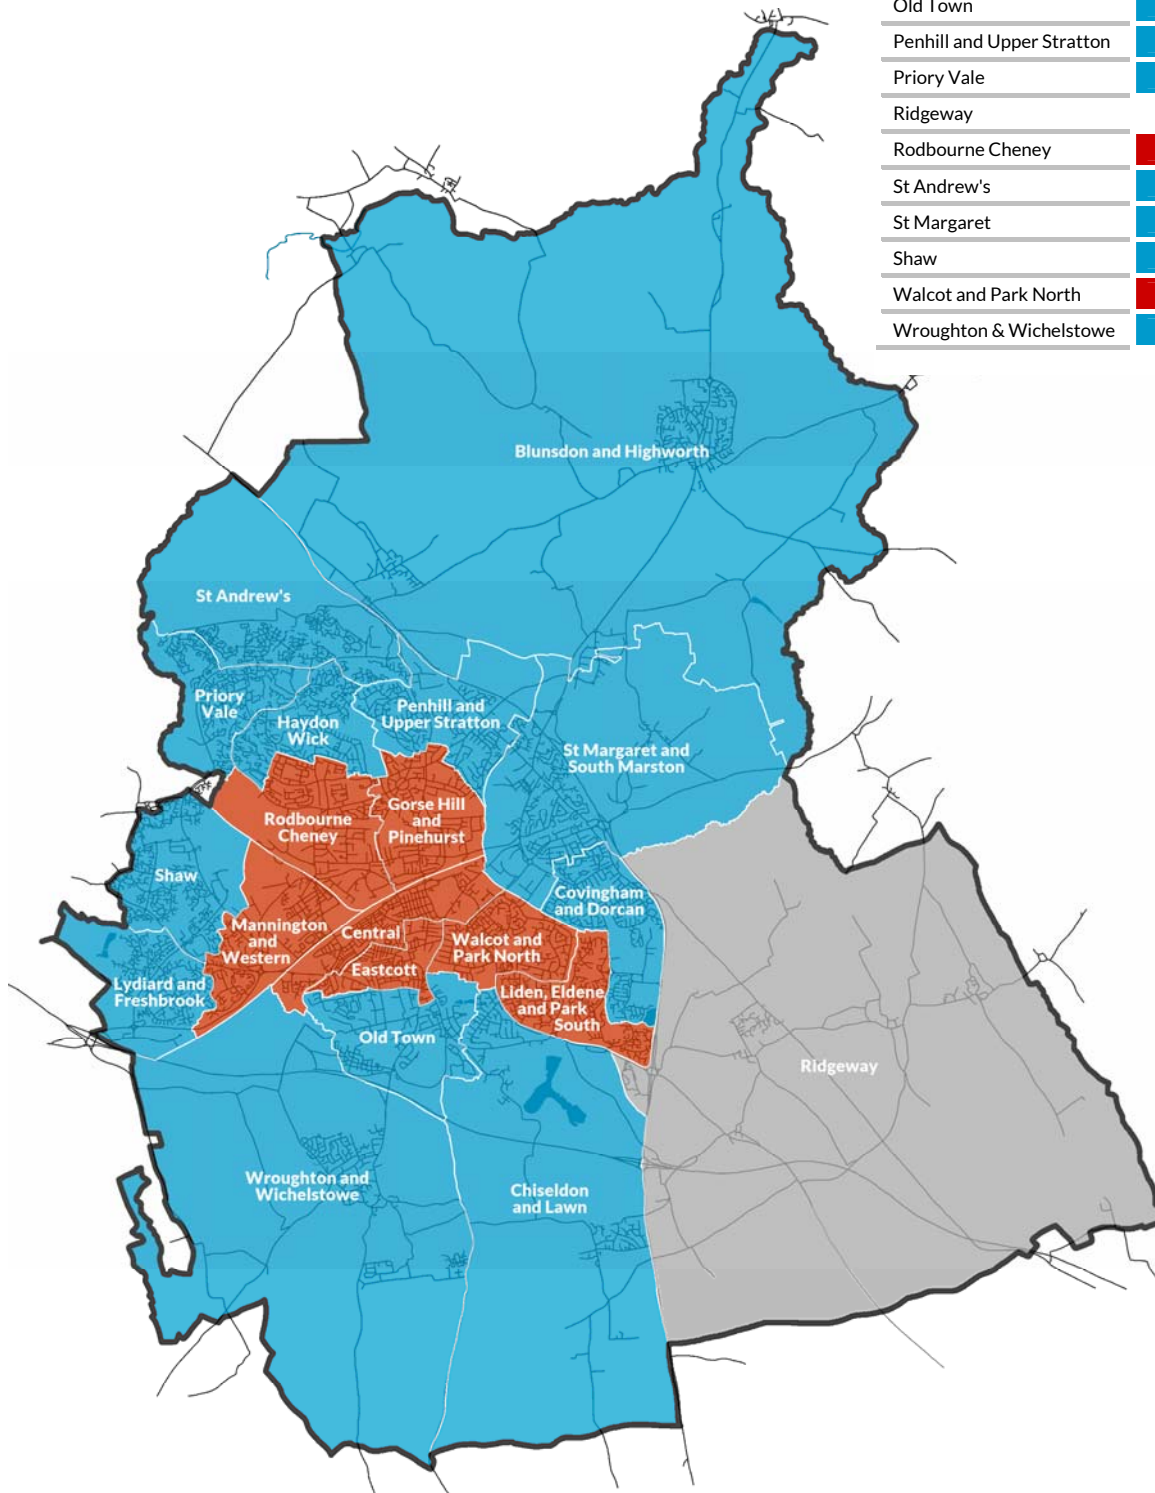 Old Town
Penhill and Upper Stratton
Priory Vale
Ridgeway
Rodbourne Cheney
St Andrew's
St Margaret
Shaw
Walcot and Park North
Wroughton & Wichelstowe
Blunsdon and Highworth
St Andrew's
Priory
Vale
Haydon
Wick
Penhill and
Upper Stratton
St Margaret and
South Marston
Rodbourne
Cheney
Gorse Hill
and
Pinehurst
Shaw
Covingham
and Dorcan
Mannington
and
Western
Central
Walcot and
Park North
Eastcott
Lydiard and
Freshbrook
Liden, Eldene
and Park
South
Old Town
Ridgeway
Wroughton and
Wichelstowe
Chiseldon
and Lawn